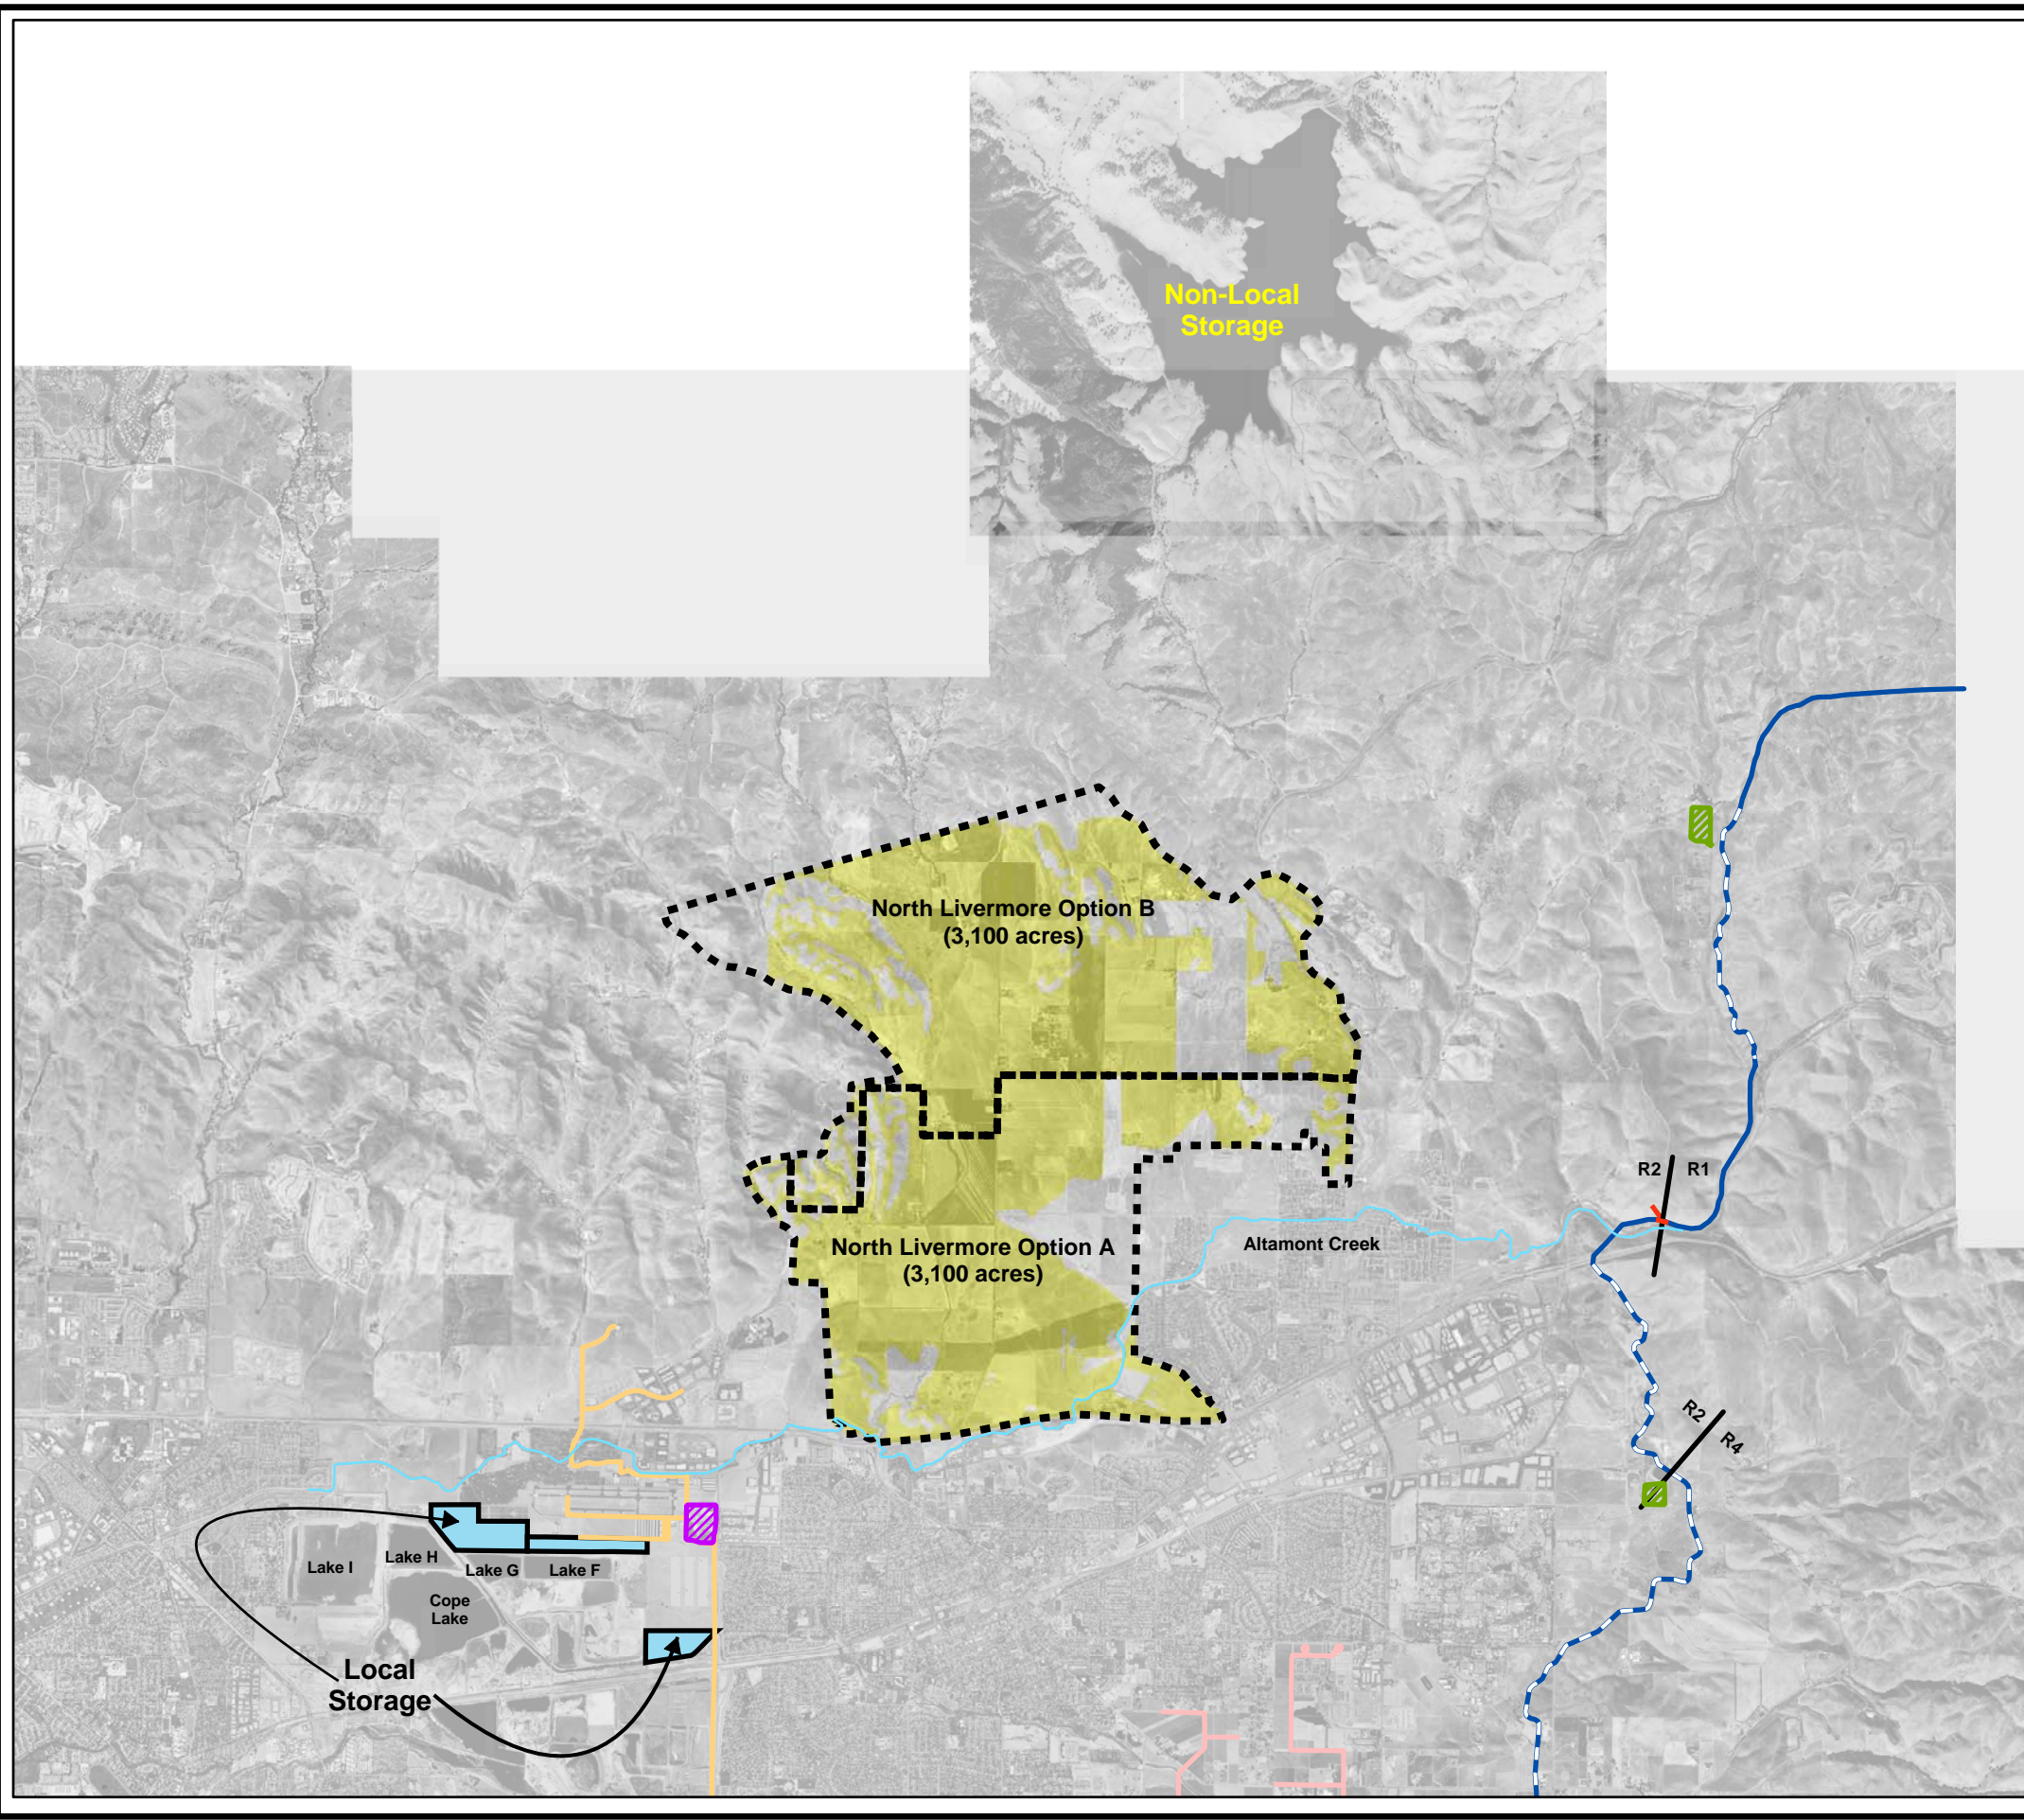 Non-Local
Storage
North Livermore Option B
(3,100 acres)
R2
R1
North Livermore Option A
(3,100 acres)
Altamont Creek
R2
R4
Lake I
Lake H
Lake G
Lake F
Cope
Lake
Local
Storage